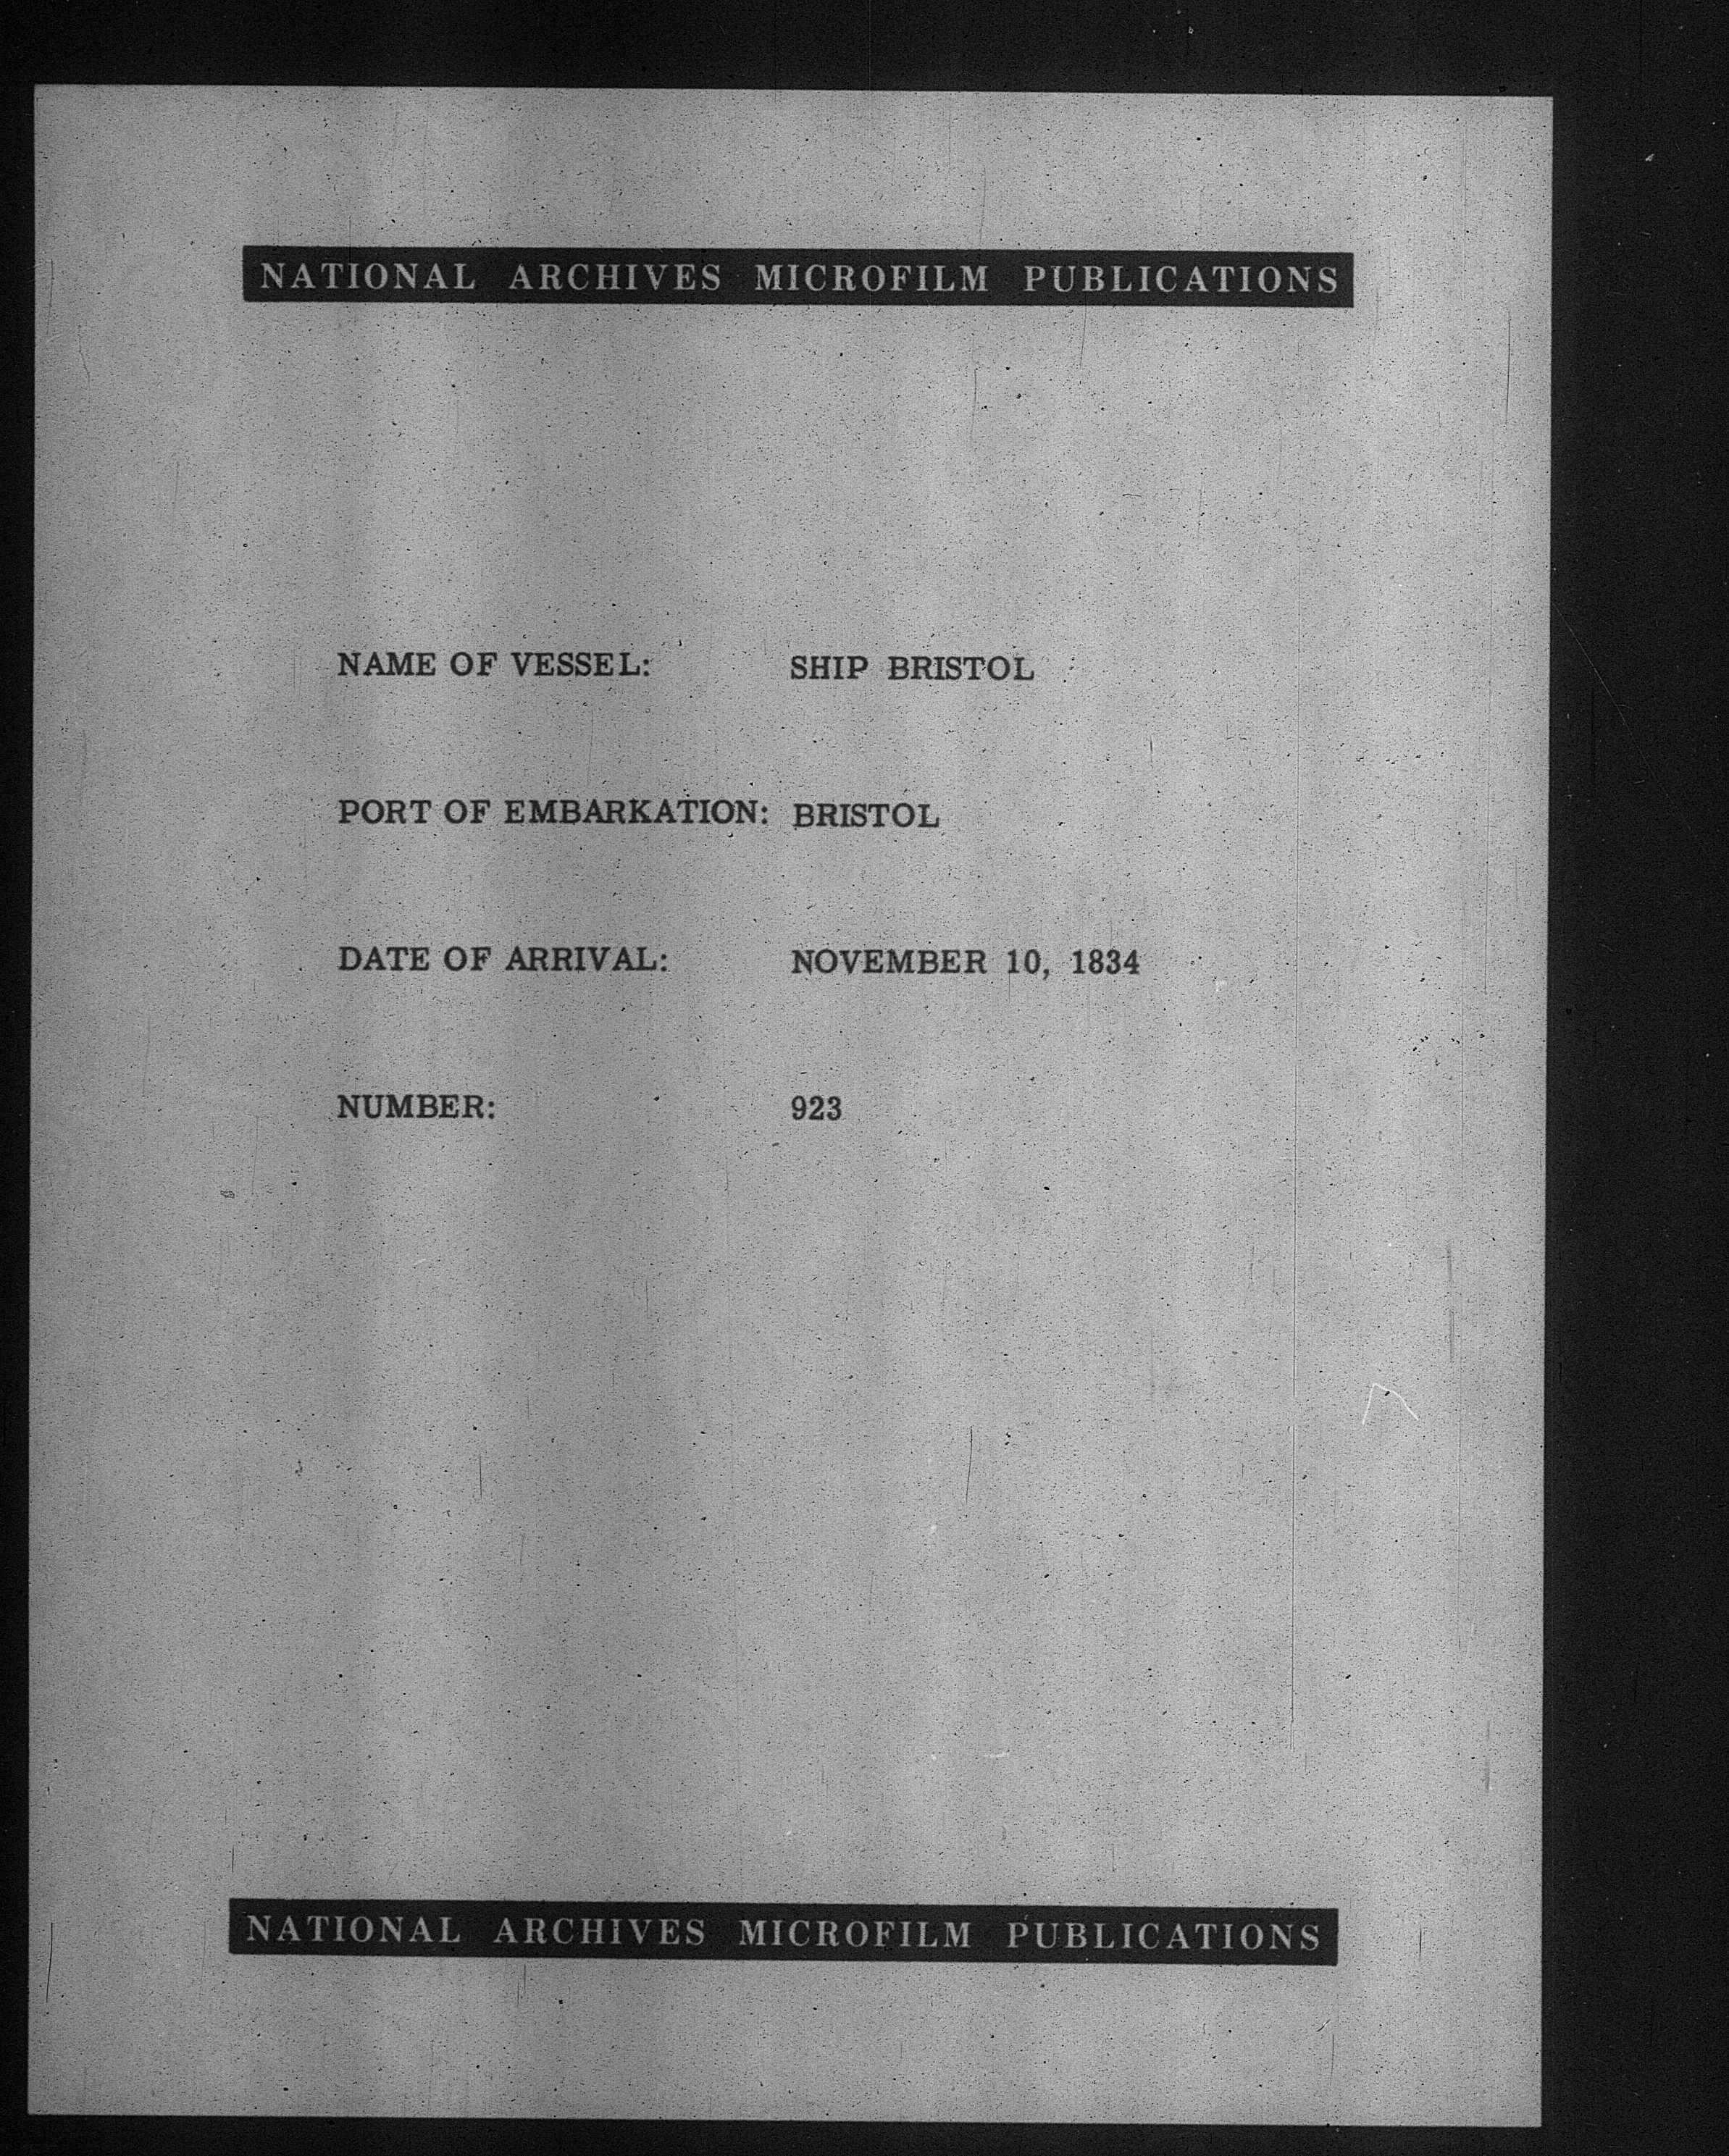 NATIONAL ARCHIVES MICROFILM PUBLICATIONS
NAME OF VESSEL: SHIP BRISTOL
PORT OF EMBARKATION: BRISTOL
DATE OF ARRIVAL: NOVEMBER 10, 1834
NUMBER: 923
NATIONAL ARCHIVES MICROFILM PUBLICATIONS